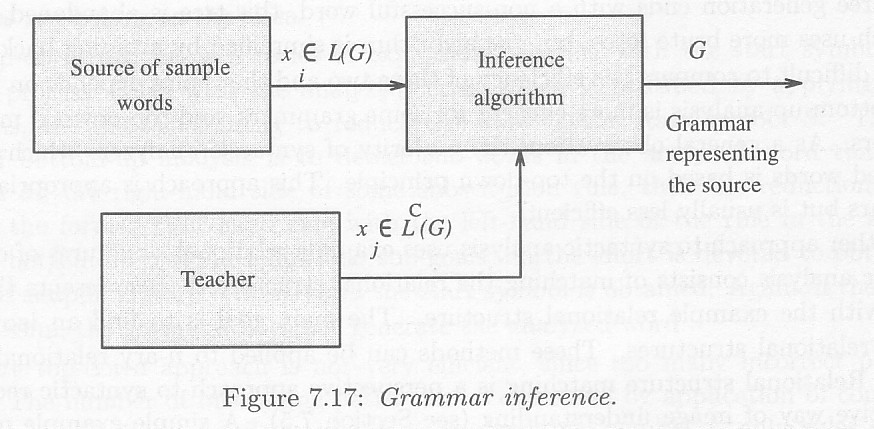 Source of sample
words
x ∈ L(G)
i
Inference
algorithm
G
Grammar
representing
the source
Teacher
x ∈ L^C(G)
j
Figure 7.17: Grammar inference.